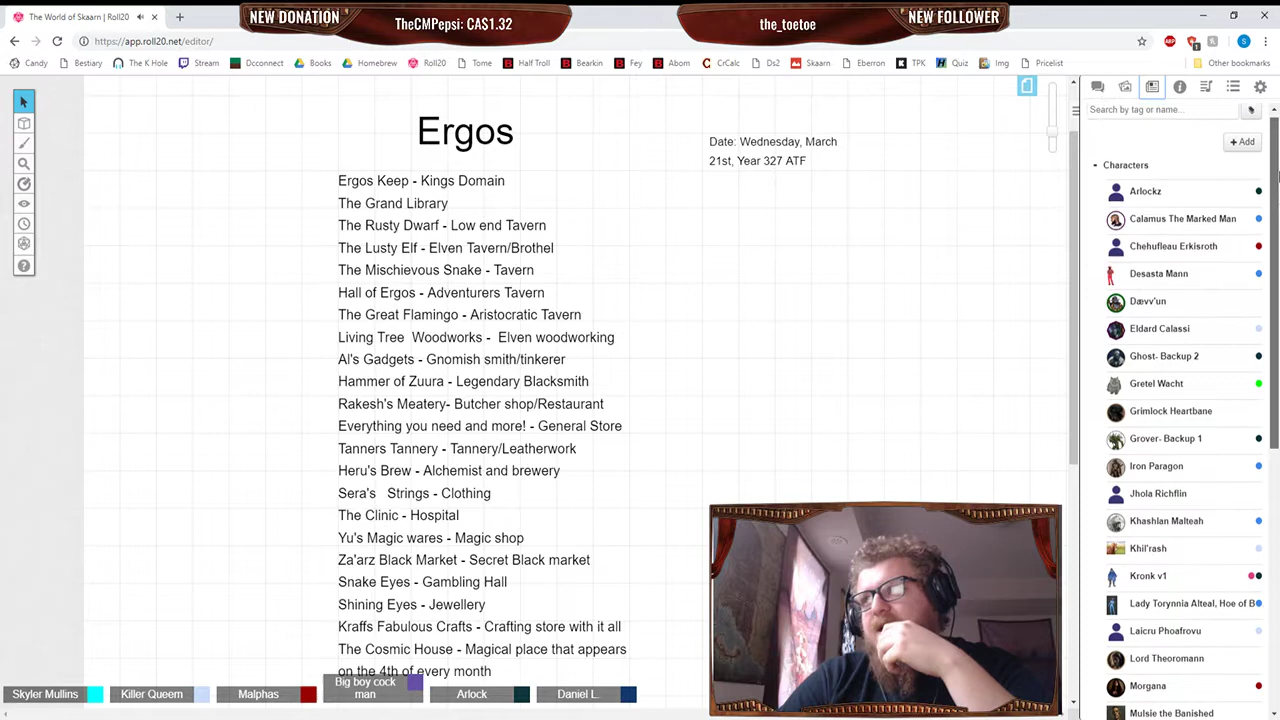 The World of Skaarn | Roll20
NEW DONATION
TheCMPepsi: CA$1.32
the_toetoe
NEW FOLLOWER
https://app.roll20.net/editor/
Candy
Bestiary
The K Hole
Stream
Dcconnect
Books
Homebrew
Roll20
Tome
Half Troll
Bearkin
Fey
Abom
CrCalc
Ds2
Skaarn
Eberron
TPK
Quiz
Img
Pricelist
Other bookmarks
Ergos
Date: Wednesday, March
21st, Year 327 ATF
Ergos Keep - Kings Domain
The Grand Library
The Rusty Dwarf - Low end Tavern
The Lusty Elf - Elven Tavern/Brothel
The Mischievous Snake - Tavern
Hall of Ergos - Adventurers Tavern
The Great Flamingo - Aristocratic Tavern
Living Tree Woodworks - Elven woodworking
Al's Gadgets - Gnomish smith/tinkerer
Hammer of Zuura - Legendary Blacksmith
Rakesh's Meatery- Butcher shop/Restaurant
Everything you need and more! - General Store
Tanners Tannery - Tannery/Leatherwork
Heru's Brew - Alchemist and brewery
Sera's Strings - Clothing
The Clinic - Hospital
Yu's Magic wares - Magic shop
Za'arz Black Market - Secret Black market
Snake Eyes - Gambling Hall
Shining Eyes - Jewellery
Kraffs Fabulous Crafts - Crafting store with it all
The Cosmic House - Magical place that appears
on the 4th of every month
Skyler Mullins
Killer Queem
Malphas
Big boy cock
man
Arlock
Daniel L.
Search by tag or name...
+ Add
Characters
Arlockz
Calamus The Marked Man
Chehufleau Erkisroth
Desasta Mann
Dævv'un
Eldard Calassi
Ghost- Backup 2
Gretel Wacht
Grimlock Heartbane
Grover- Backup 1
Iron Paragon
Jhola Richflin
Khashlan Malteah
Khil'rash
Kronk v1
Lady Torynnia Alteal, Hoe of B
Laicru Phoafrovu
Lord Theoromann
Morgana
Mulsie the Banished